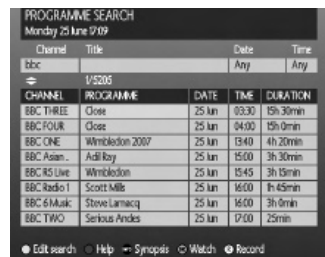 PROGRAMME SEARCH
Monday 25 June 17:09
Channel Title Date Time
bbc Any Any
1/5205
CHANNEL PROGRAMME DATE TIME DURATION
BBC THREE Close 25 Jun 03:30 15h 30min
BBC FOUR Close 25 Jun 04:00 15h 0min
BBC ONE Wimbledon 2007 25 Jun 13:40 4h 20min
BBC Asian.. Adil Ray 25 Jun 15:00 3h 30min
BBC R5 Live Wimbledon 25 Jun 15:45 3h 15min
BBC Radio 1 Scott Mills 25 Jun 16:00 1h 45min
BBC 6 Music Steve Lamacq 25 Jun 16:00 3h 0min
BBC TWO Serious Andes 25 Jun 17:00 25min
Edit search Help Synopsis Watch Record